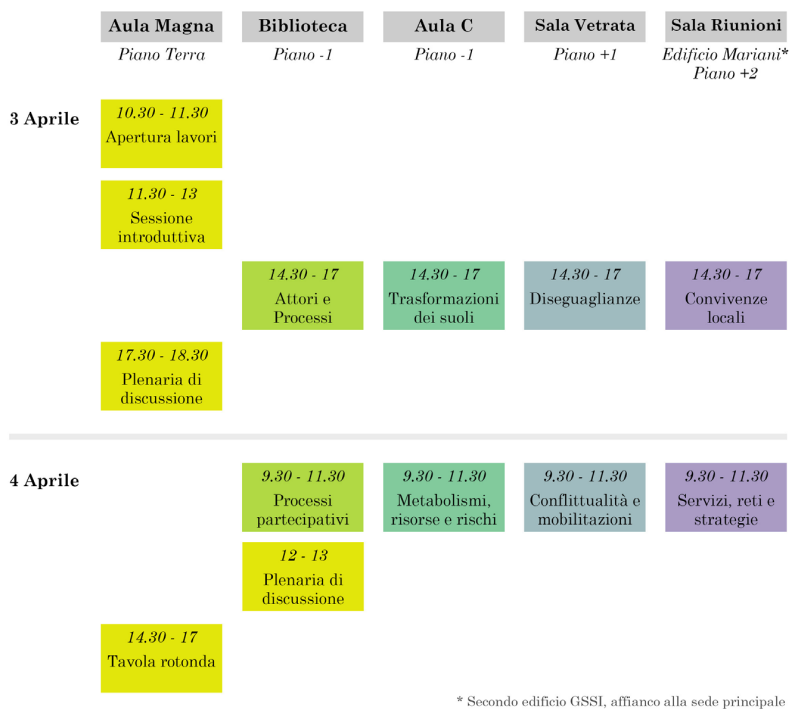 Aula Magna
Biblioteca
Aula C
Sala Vetrata
Sala Riunioni
Piano Terra
Piano -1
Piano -1
Piano +1
Edificio Mariani*
Piano +2
3 Aprile
10.30 - 11.30
Apertura lavori
11.30 - 13
Sessione
introduttiva
14.30 - 17
Attori e
Processi
14.30 - 17
Trasformazioni
dei suoli
14.30 - 17
Diseguaglianze
14.30 - 17
Convivenze
locali
17.30 - 18.30
Plenaria di
discussione
4 Aprile
9.30 - 11.30
Processi
partecipativi
9.30 - 11.30
Metabolismi,
risorse e rischi
9.30 - 11.30
Conflittualità e
mobilitazioni
9.30 - 11.30
Servizi, reti e
strategie
12 - 13
Plenaria di
discussione
14.30 - 17
Tavola rotonda
* Secondo edificio GSSI, affianco alla sede principale